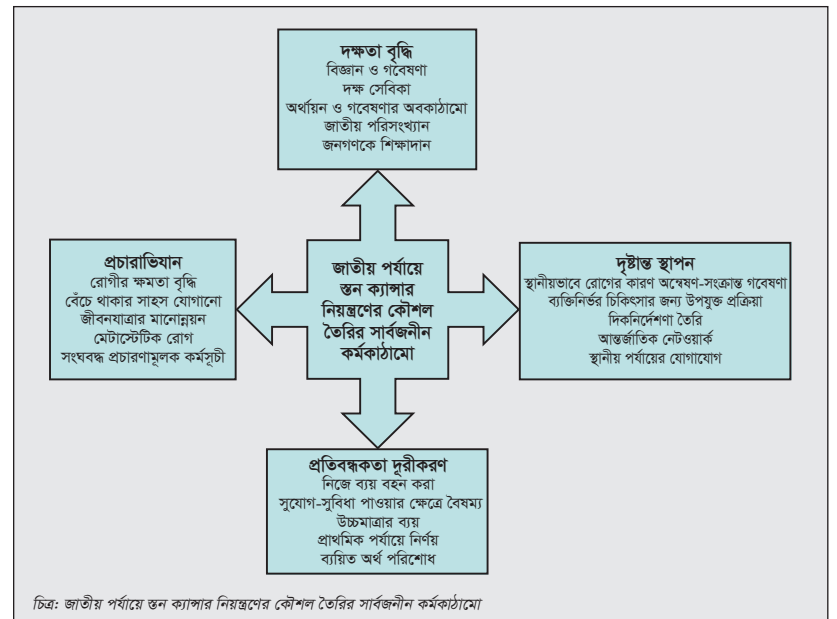 দক্ষতা বৃদ্ধি
বিজ্ঞান ও গবেষণা
দক্ষ সেবিকা
অর্থায়ন ও গবেষণার অবকাঠামো
জাতীয় পরিসংখ্যান
জনগণকে শিক্ষাদান
প্রচারাভিযান
রোগীর ক্ষমতা বৃদ্ধি
বেঁচে থাকার সাহস যোগানো
জীবনযাত্রার মানোন্নয়ন
মেটাস্টেটিক রোগ
সংঘবদ্ধ প্রচারণামূলক কর্মসূচী
জাতীয় পর্যায়ে
স্তন ক্যান্সার
নিয়ন্ত্রণের কৌশল
তৈরির সার্বজনীন
কর্মকাঠামো
দৃষ্টান্ত স্থাপন
স্থানীয়ভাবে রোগের কারণ অন্বেষণ-সংক্রান্ত গবেষণা
ব্যক্তিনির্ভর চিকিৎসার জন্য উপযুক্ত প্রক্রিয়া
দিকনির্দেশণা তৈরি
আন্তর্জাতিক নেটওয়ার্ক
স্থানীয় পর্যায়ের যোগাযোগ
প্রতিবন্ধকতা দূরীকরণ
নিজে ব্যয় বহন করা
সুযোগ-সুবিধা পাওয়ার ক্ষেত্রে বৈষম্য
উচ্চমাত্রার ব্যয়
প্রাথমিক পর্যায়ে নির্ণয়
ব্যয়িত অর্থ পরিশোধ
চিত্র: জাতীয় পর্যায়ে স্তন ক্যান্সার নিয়ন্ত্রণের কৌশল তৈরির সার্বজনীন কর্মকাঠামো